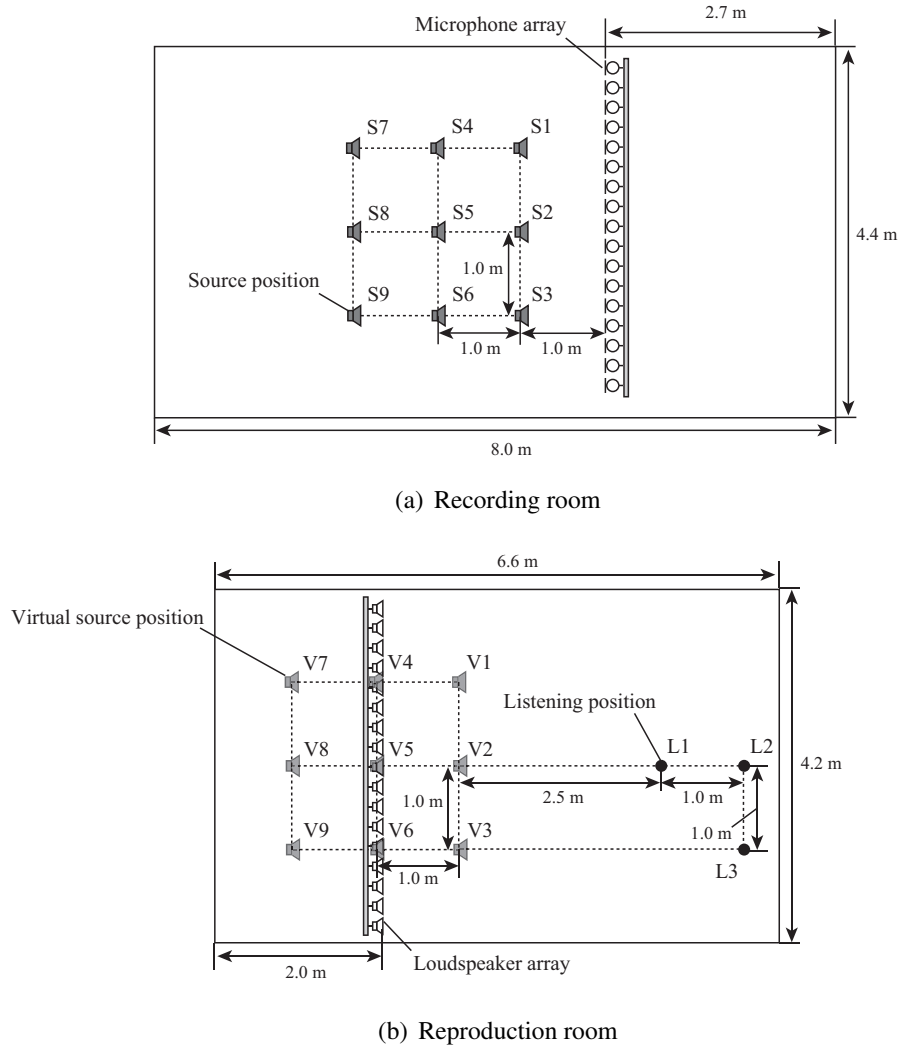 2.7 m
Microphone array
S7 S4 S1
S8 S5 S2
4.4 m
1.0 m
Source position
S9 S6 S3
1.0 m 1.0 m
8.0 m
(a) Recording room
6.6 m
Virtual source position
V7 V4 V1
Listening position
V8 V5 V2 L1 L2
4.2 m
1.0 m 2.5 m 1.0 m
1.0 m
V9 V6 V3
L3
1.0 m
Loudspeaker array
2.0 m
(b) Reproduction room